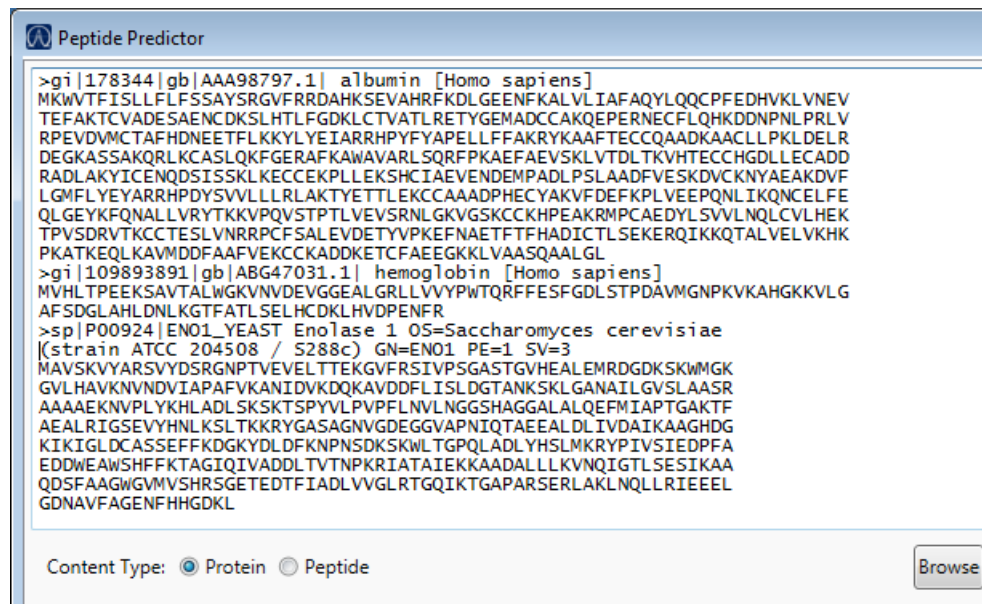 Peptide Predictor
>gi|178344|gb|AAA98797.1| albumin [Homo sapiens]
MKWVTFISLLFLFSSAYSRGVFRRDAHKSEVAHRFKDLGEENFKALVLIAFAQYLQQCPFEDHVKLVNEV
TEFAKTCVADESAENCDKSLHTLFGDKLCTVATLRETYGEMADCCAKQEPERNECFLQHKDDNPNLPRLV
RPEVDVMCTAFHDNEETFLKKYLYEIARRHPYFYAPELLFFAKRYKAAFTECCQAADKAACLLPKLDELR
DEGKASSAKQRLKCASLQKFGERAFKAWAVARLSQRFPKAEFAEVSKLVTDLTKVHTECCHGDLLECADD
RADLAKYICENQDSISSKLKECCEKPLLEKSHCIAEVENDEMPADLPSLAADFVESKDVCKNYAEAKDVF
LGMFLYEYARRHPDYSVVLLLRLAKTYETTLEKCCAAADPHECYAKVFDEFKPLVEEPQNLIKQNCELFE
QLGEYKFQNALLVRYTKKVPQVSTPTLVEVSRNLGKVGSKCCKHPEAKRMPCAEDYLSVVLNQLCVLHEK
TPVSDRVTKCCTESLVNRRPCFSALEVDETYVPKEFNAETFTFHADICTLSEKERQIKKQTALVELVKHK
PKATKEQLKAVMDDFAAFVEKCCKADDKETCFAEEGKKLVAASQAALGL
>gi|109893891|gb|ABG47031.1| hemoglobin [Homo sapiens]
MVHLTPEEKSAVTALWGKVNVDEVGGEALGRLLVVYPWTQRFFESFGDLSTPDAVMGNPKVKAHGKKVLG
AFSDGLAHLDNLKGTFATLSELHCDKLHVDPENFR
>sp|P00924|ENO1_YEAST Enolase 1 OS=Saccharomyces cerevisiae
(strain ATCC 204508 / S288c) GN=ENO1 PE=1 SV=3
MAVSKVYARSVYDSRGNPTVEVELTTEKGVFRSIVPSGASTGVHEALEMRDGDKSKWMGK
GVLHAVKNVNDVIAPAFVKANIDVKDQKAVDDFLISLDGTANKSKLGANAILGVSLAASR
AAAAEKNVPLYKHLADLSKSKTSPYVLPVPFLNVLNGGSHAGGALALQEFMIAPTGAKTF
AEALRIGSEVYHNLKSLTKKRYGASAGNVGDEGGVAPNIQTAEEALDLIVDAIKAAGHDG
KIKIGLDCASSEFFKDGKYDLDFKNPNSDKSKWLTGPQLADLYHSLMKRYPIVSIEDPFA
EDDWEAWSHFFKTAGIQIVADDLTVTNPKRIATAIEKKAADALLLKVNQIGTLSESIKAA
QDSFAAGWGVMVSHRSGETEDTFIADLVVGLRTGQIKTGAPARSERLAKLNQLLRIEEEL
GDNAVFAGENFHHGDKL
Content Type: Protein Peptide
Browse